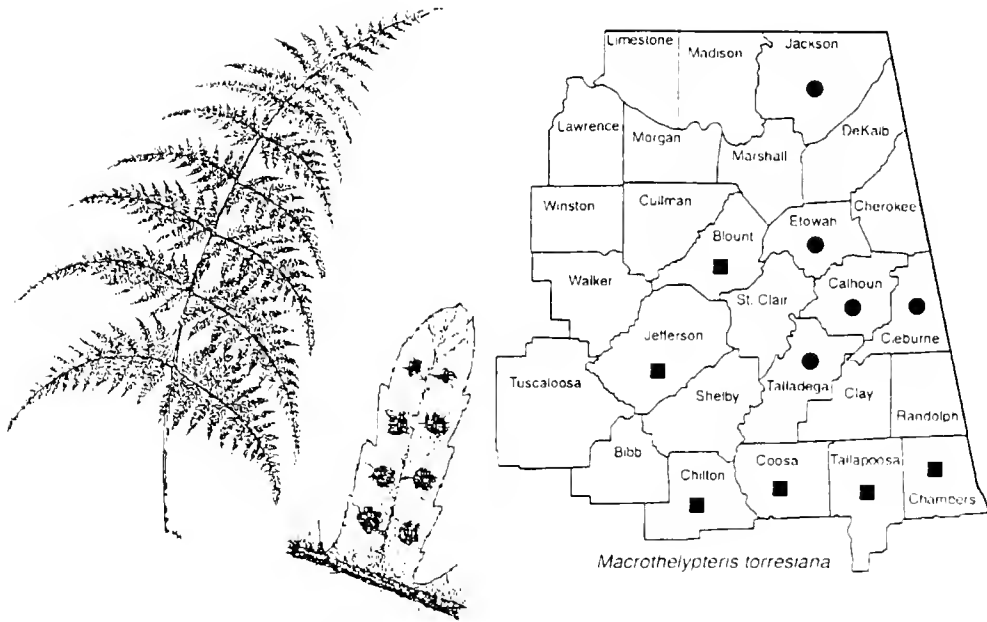 Limestone
Madison
Jackson
Lawrence
Morgan
Marshall
DeKalb
Winston
Cullman
Blount
Etowah
Cherokee
Walker
St. Clair
Calhoun
Cleburne
Jefferson
Tuscaloosa
Shelby
Talladega
Clay
Randolph
Bibb
Chilton
Coosa
Tallapoosa
Chambers
Macrothelypteris torresiana